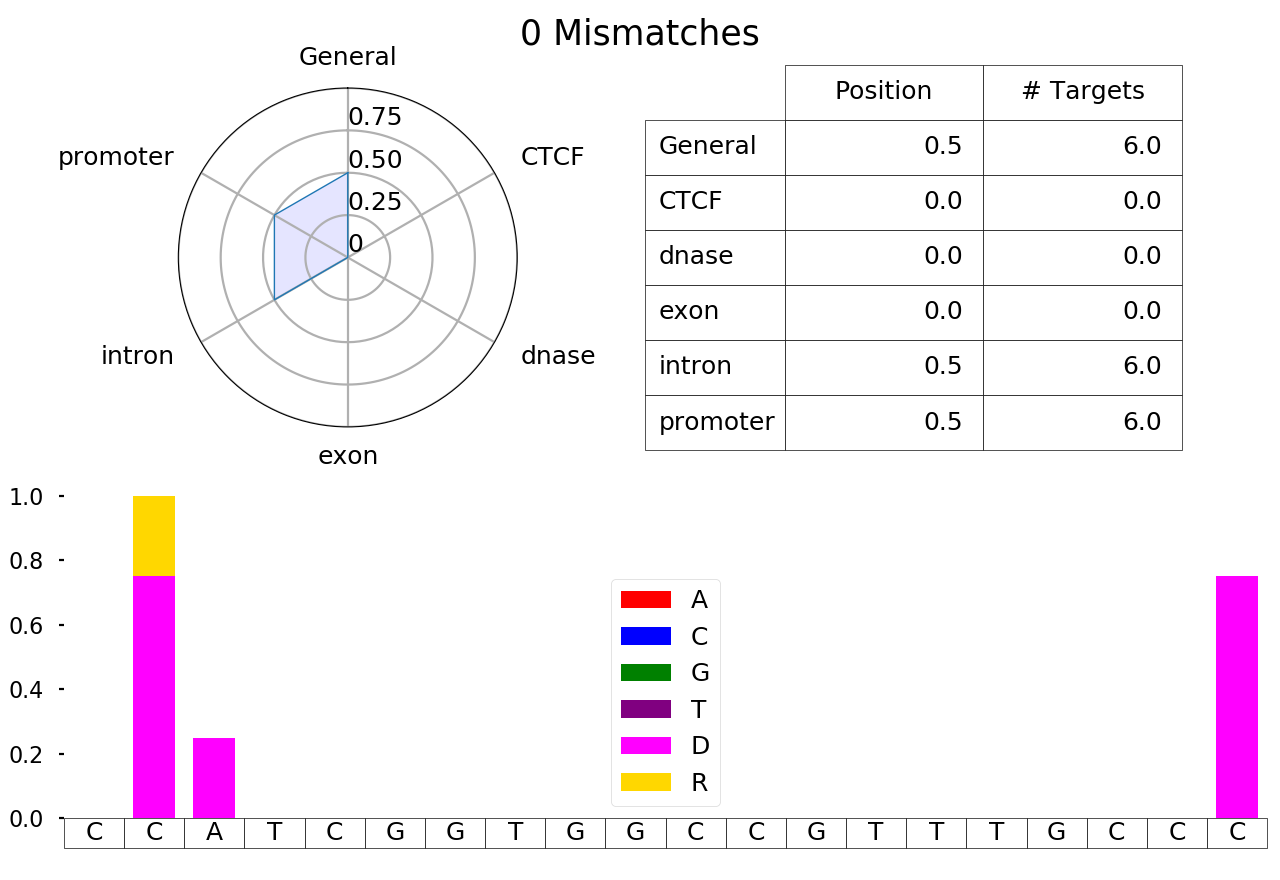 0 Mismatches
General
promoter
CTCF
0.75
0.50
0.25
0
intron
dnase
exon
Position # Targets
General 0.5 6.0
CTCF 0.0 0.0
dnase 0.0 0.0
exon 0.0 0.0
intron 0.5 6.0
promoter 0.5 6.0
1.0
0.8
0.6
0.4
0.2
0.0
A
C
G
T
D
R
C C A T C G G T G G C C G T T T G C C C